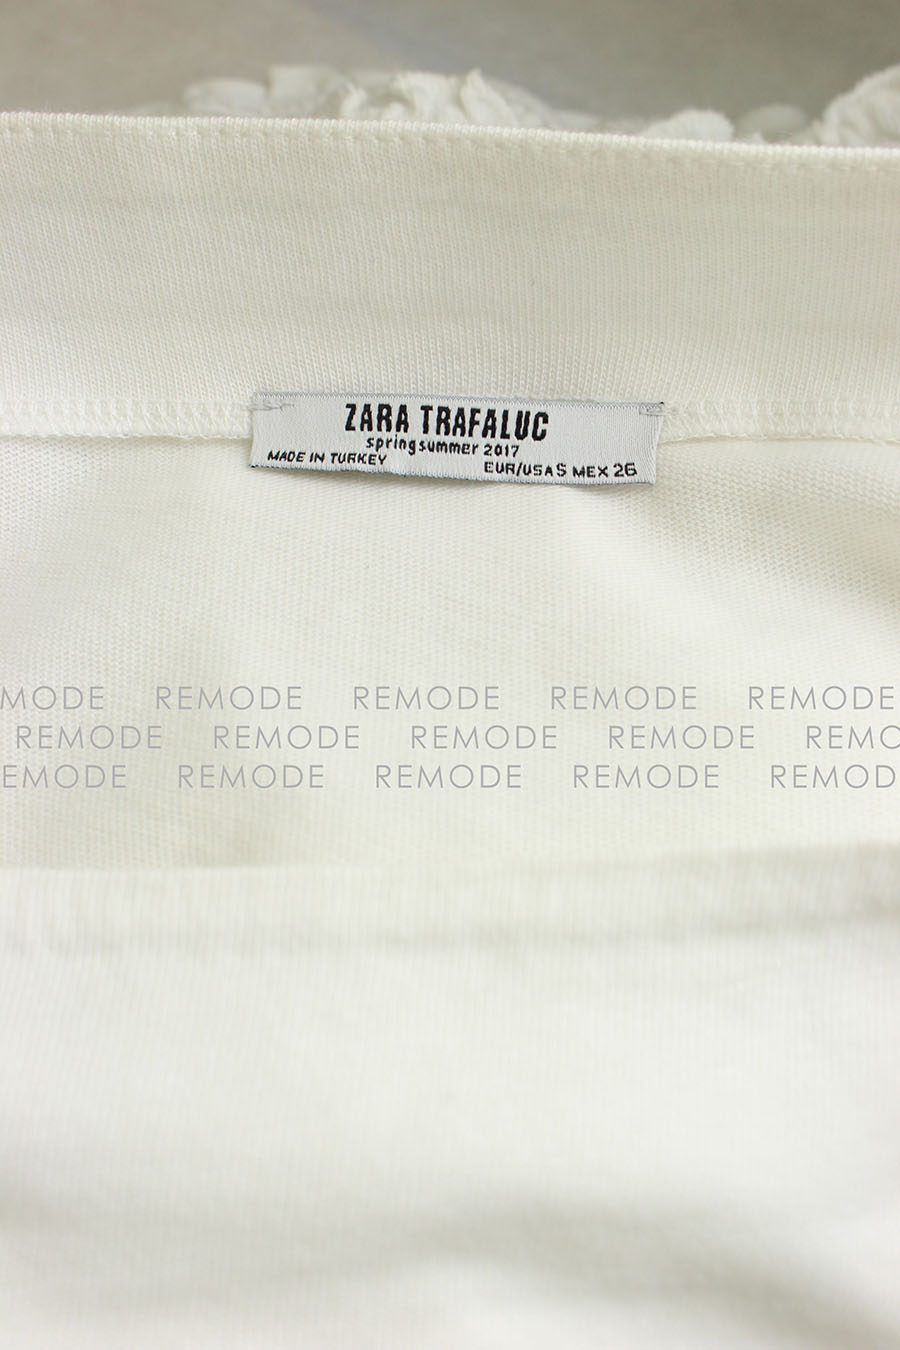 ZARA TRAFALUC
spring summer 2017
MADE IN TURKEY EUR/USA S MEX 26
MODE REMODE REMODE REMODE REMODE
REMODE REMODE REMODE REMODE REMO
EMODE REMODE REMODE REMODE REMOD